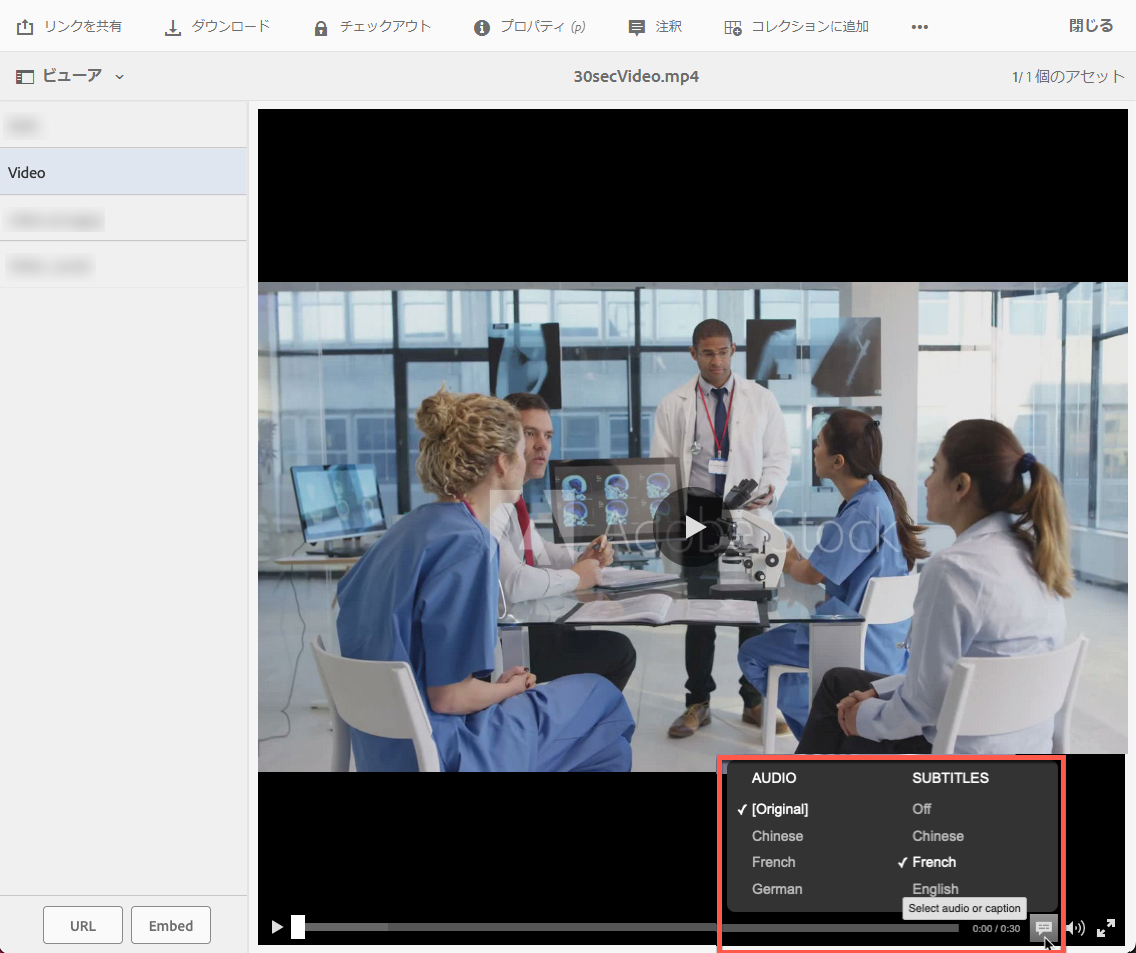 リンクを共有 ダウンロード チェックアウト プロパティ (p) 注釈 コレクションに追加 ••• 閉じる
ビューア 30secVideo.mp4 1/ 1 個のアセット
Video
Adobe Stock
AUDIO SUBTITLES
✓ [Original] Off
Chinese Chinese
French ✓ French
German English
Select audio or caption
0:00 / 0:30
URL Embed